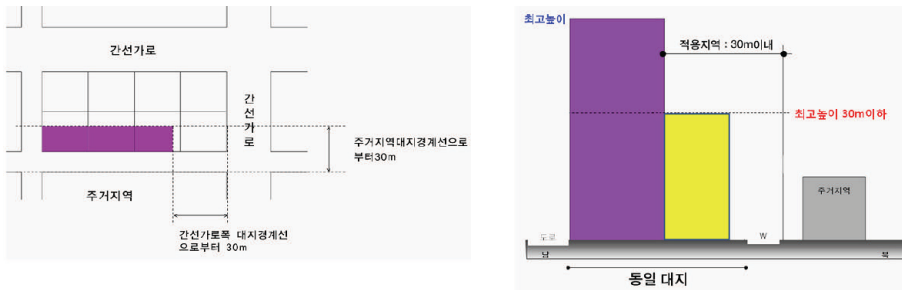 간선가로
간선가로
주거지역대지경계선으로
부터30m
주거지역
간선가로폭 대지경계선
으로부터 30m
최고높이
적용지역 : 30m이내
최고높이 30m이하
주거지역
도로
W
남
북
동일 대지